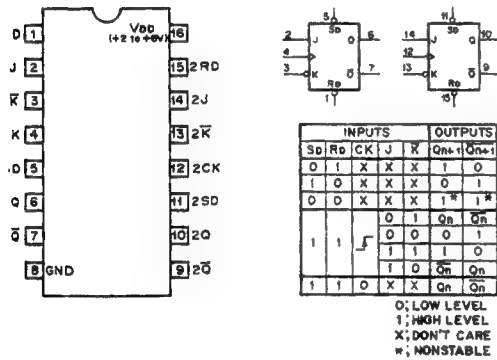 VDD
(+2 to +6V)
D 1
J 2
K̅ 3
K 4
.D 5
Q 6
Q̅ 7
8 GND
16
15 2RD
14 2J
13 2K̅
12 2CK
11 2SD
10 2Q
9 2Q̅
5
SD
2 J Q 6
4
3 K̅ Q̅ 7
RD
1
11
SD
14 J Q 10
12
13 K̅ Q̅ 9
RD
15
INPUTS OUTPUTS
SD RD CK J K̅ Qn+1 Q̅n+1
0 1 X X X 1 0
1 0 X X X 0 1
0 0 X X X 1* 1*
0 1 Qn Q̅n
0 0 0 1
1 1
1 1 1 0
1 0 Q̅n Qn
1 1 0 X X Qn Q̅n
0; LOW LEVEL
1; HIGH LEVEL
X; DON'T CARE
*; NONSTABLE